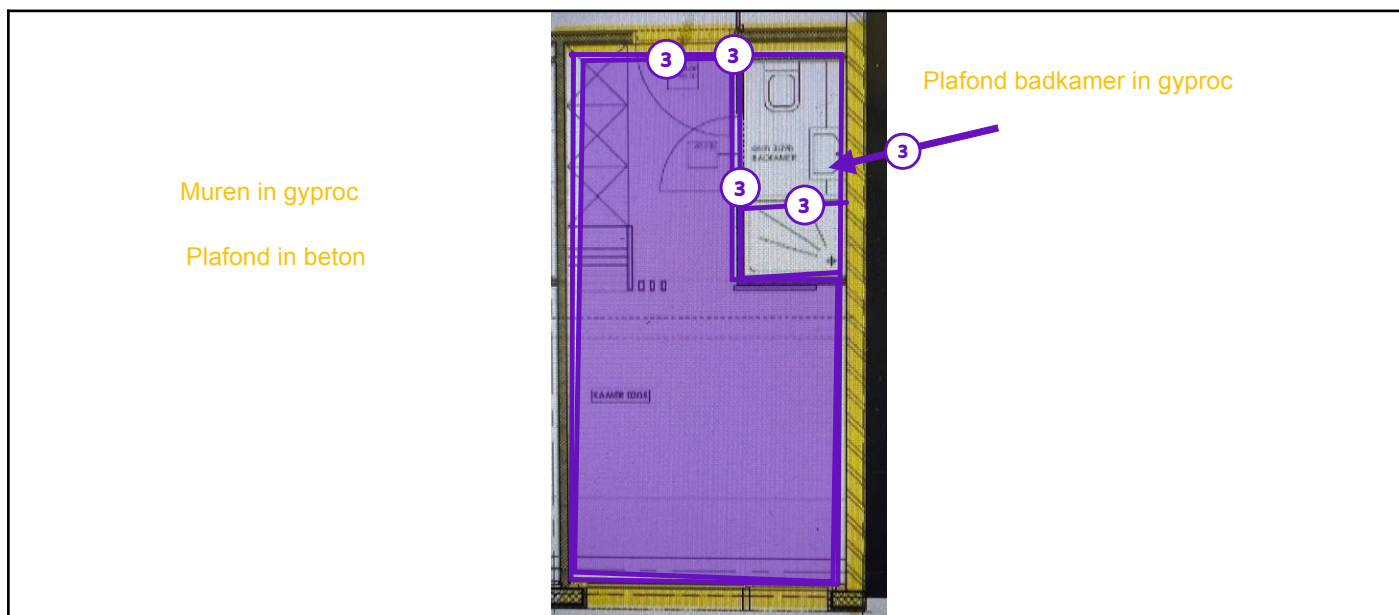 3
3
Plafond badkamer in gyproc
3
BADKAMER
Muren in gyproc
3
3
Plafond in beton
KAMER